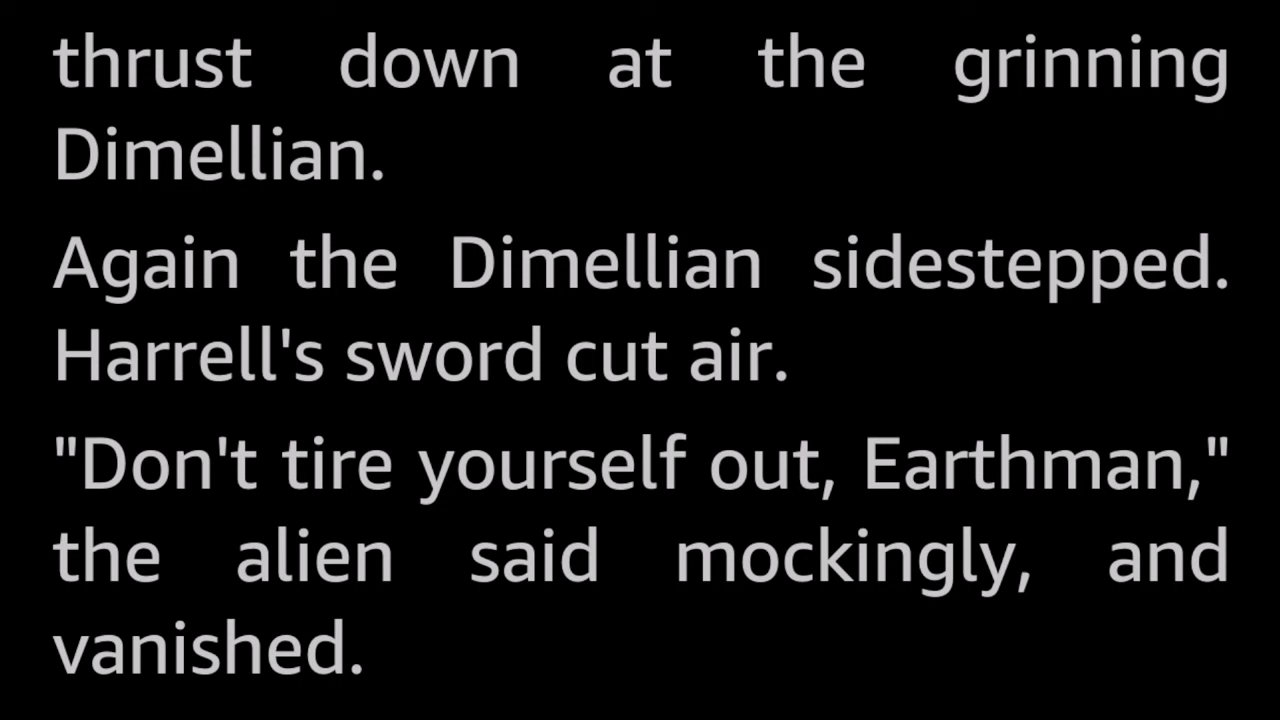 thrust down at the grinning
Dimellian.
Again the Dimellian sidestepped.
Harrell's sword cut air.
"Don't tire yourself out, Earthman,"
the alien said mockingly, and
vanished.